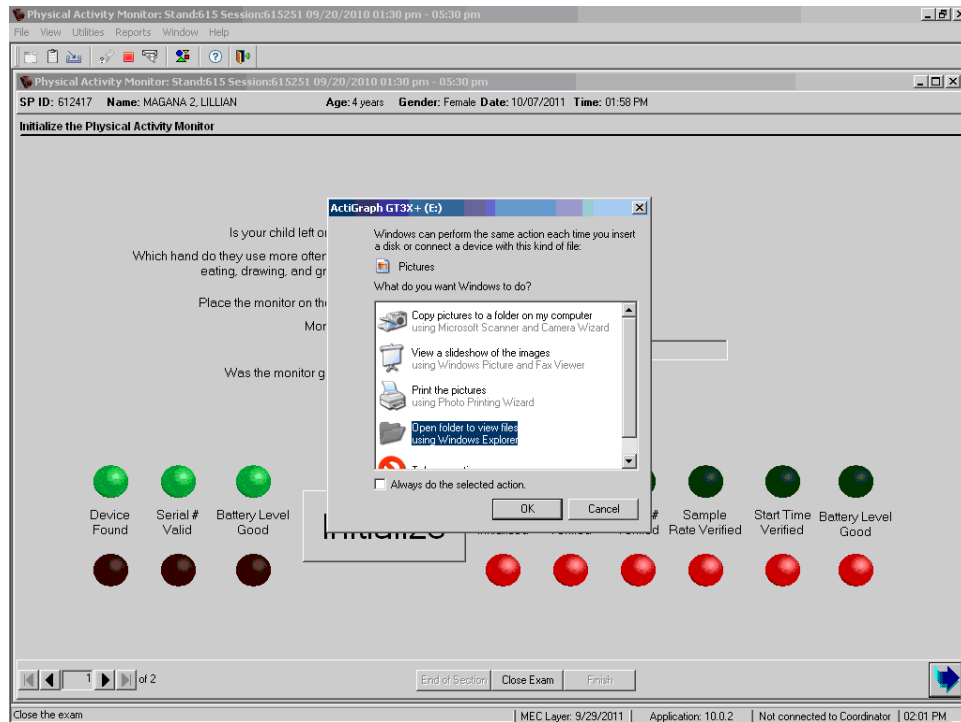 Physical Activity Monitor: Stand:615 Session:615251 09/20/2010 01:30 pm - 05:30 pm
File View Utilities Reports Window Help
Physical Activity Monitor: Stand:615 Session:615251 09/20/2010 01:30 pm - 05:30 pm
SP ID: 612417 Name: MAGANA 2, LILLIAN Age: 4 years Gender: Female Date: 10/07/2011 Time: 01:58 PM
Initialize the Physical Activity Monitor
ActiGraph GT3X+ (E:)
Windows can perform the same action each time you insert
a disk or connect a device with this kind of file:
Pictures
What do you want Windows to do?
Copy pictures to a folder on my computer
using Microsoft Scanner and Camera Wizard
View a slideshow of the images
using Windows Picture and Fax Viewer
Print the pictures
using Photo Printing Wizard
Open folder to view files
using Windows Explorer
Always do the selected action.
OK Cancel
Is your child left o
Which hand do they use more ofter
eating, drawing, and gr
Place the monitor on th
Mor
Was the monitor g
Device
Found
Serial #
Valid
Battery Level
Good
Initialize
#
Sample
Rate Verified
Start Time
Verified
Battery Level
Good
1 of 2
End of Section Close Exam Finish
Close the exam
MEC Layer: 9/29/2011 Application: 10.0.2 Not connected to Coordinator 02:01 PM